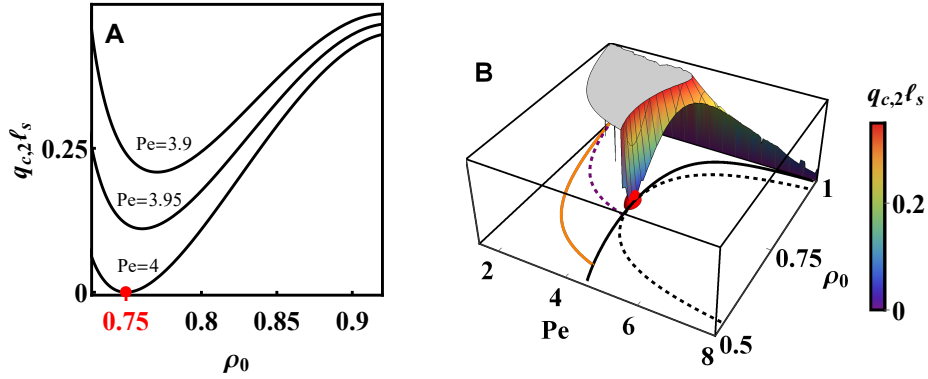 A
q_{c,2}ℓ_s
0.25
0
Pe=3.9
Pe=3.95
Pe=4
0.75 0.8 0.85 0.9
ρ_0
B
2
4
6
8
Pe
0.5
0.75
1
ρ_0
q_{c,2}ℓ_s
0.2
0